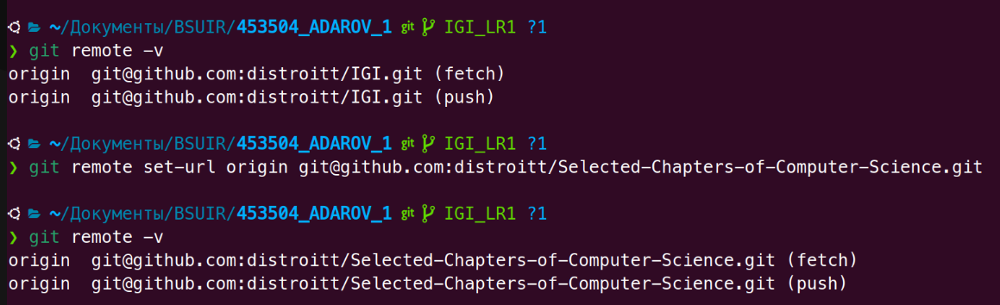 ~/Документы/BSUIR/453504_ADAROV_1 git IGI_LR1 ?1
❯ git remote -v
origin  git@github.com:distroitt/IGI.git (fetch)
origin  git@github.com:distroitt/IGI.git (push)
~/Документы/BSUIR/453504_ADAROV_1 git IGI_LR1 ?1
❯ git remote set-url origin git@github.com:distroitt/Selected-Chapters-of-Computer-Science.git
~/Документы/BSUIR/453504_ADAROV_1 git IGI_LR1 ?1
❯ git remote -v
origin  git@github.com:distroitt/Selected-Chapters-of-Computer-Science.git (fetch)
origin  git@github.com:distroitt/Selected-Chapters-of-Computer-Science.git (push)